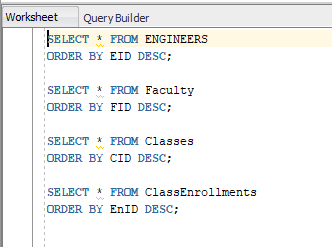 Worksheet Query Builder
SELECT * FROM ENGINEERS
ORDER BY EID DESC;
SELECT * FROM Faculty
ORDER BY FID DESC;
SELECT * FROM Classes
ORDER BY CID DESC;
SELECT * FROM ClassEnrollments
ORDER BY EnID DESC;